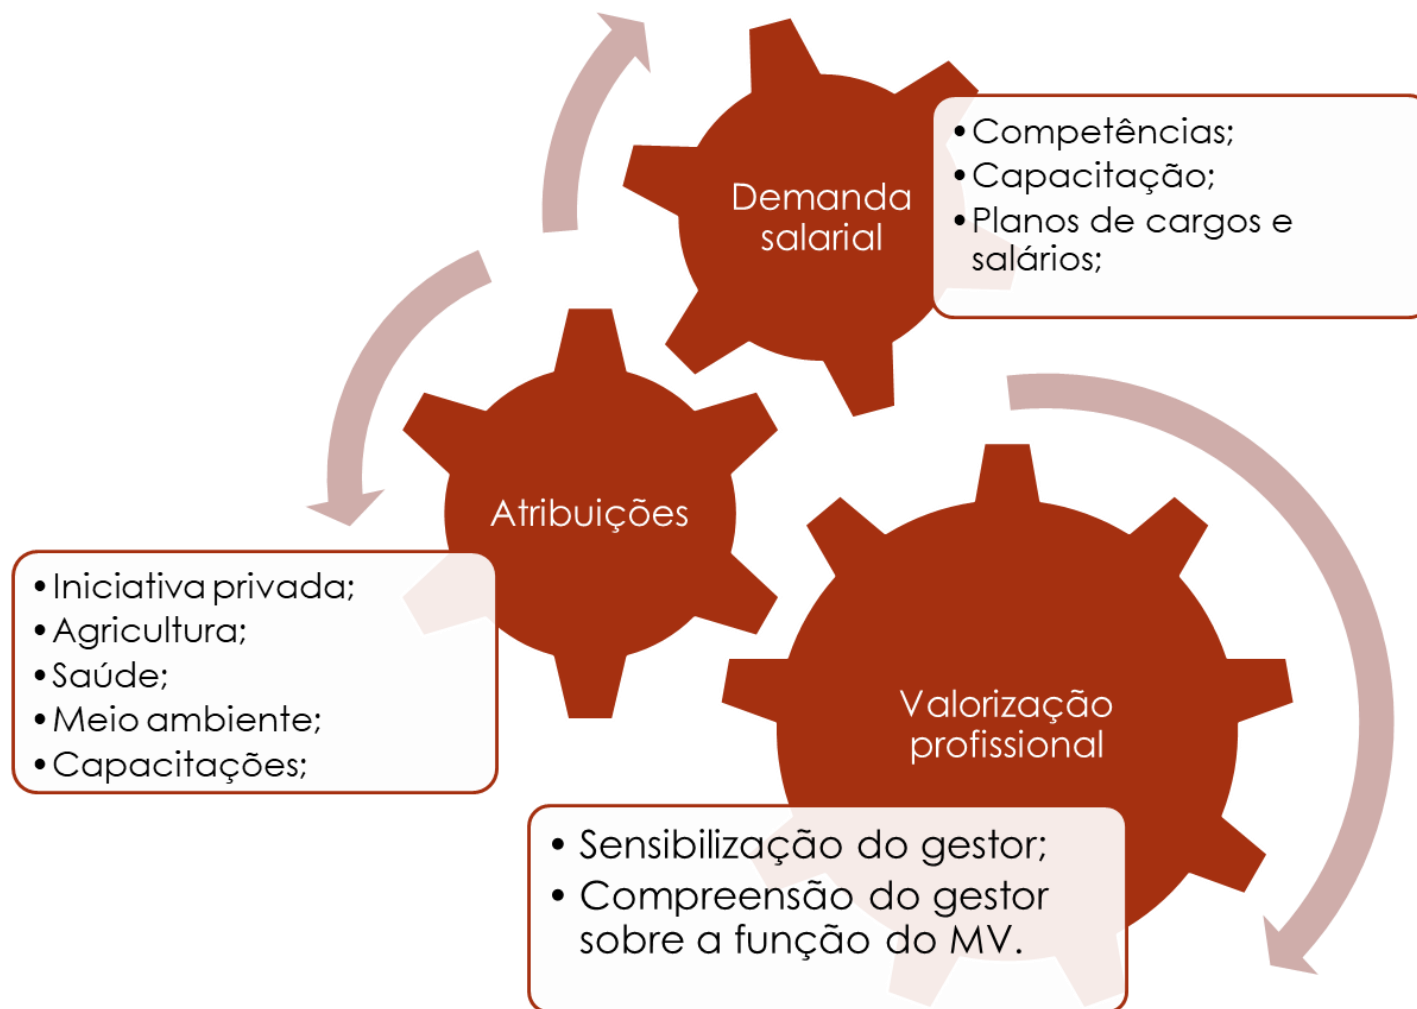 Demanda
salarial
• Competências;
• Capacitação;
• Planos de cargos e
salários;
Atribuições
• Iniciativa privada;
• Agricultura;
• Saúde;
• Meio ambiente;
• Capacitações;
Valorização
profissional
• Sensibilização do gestor;
• Compreensão do gestor
sobre a função do MV.